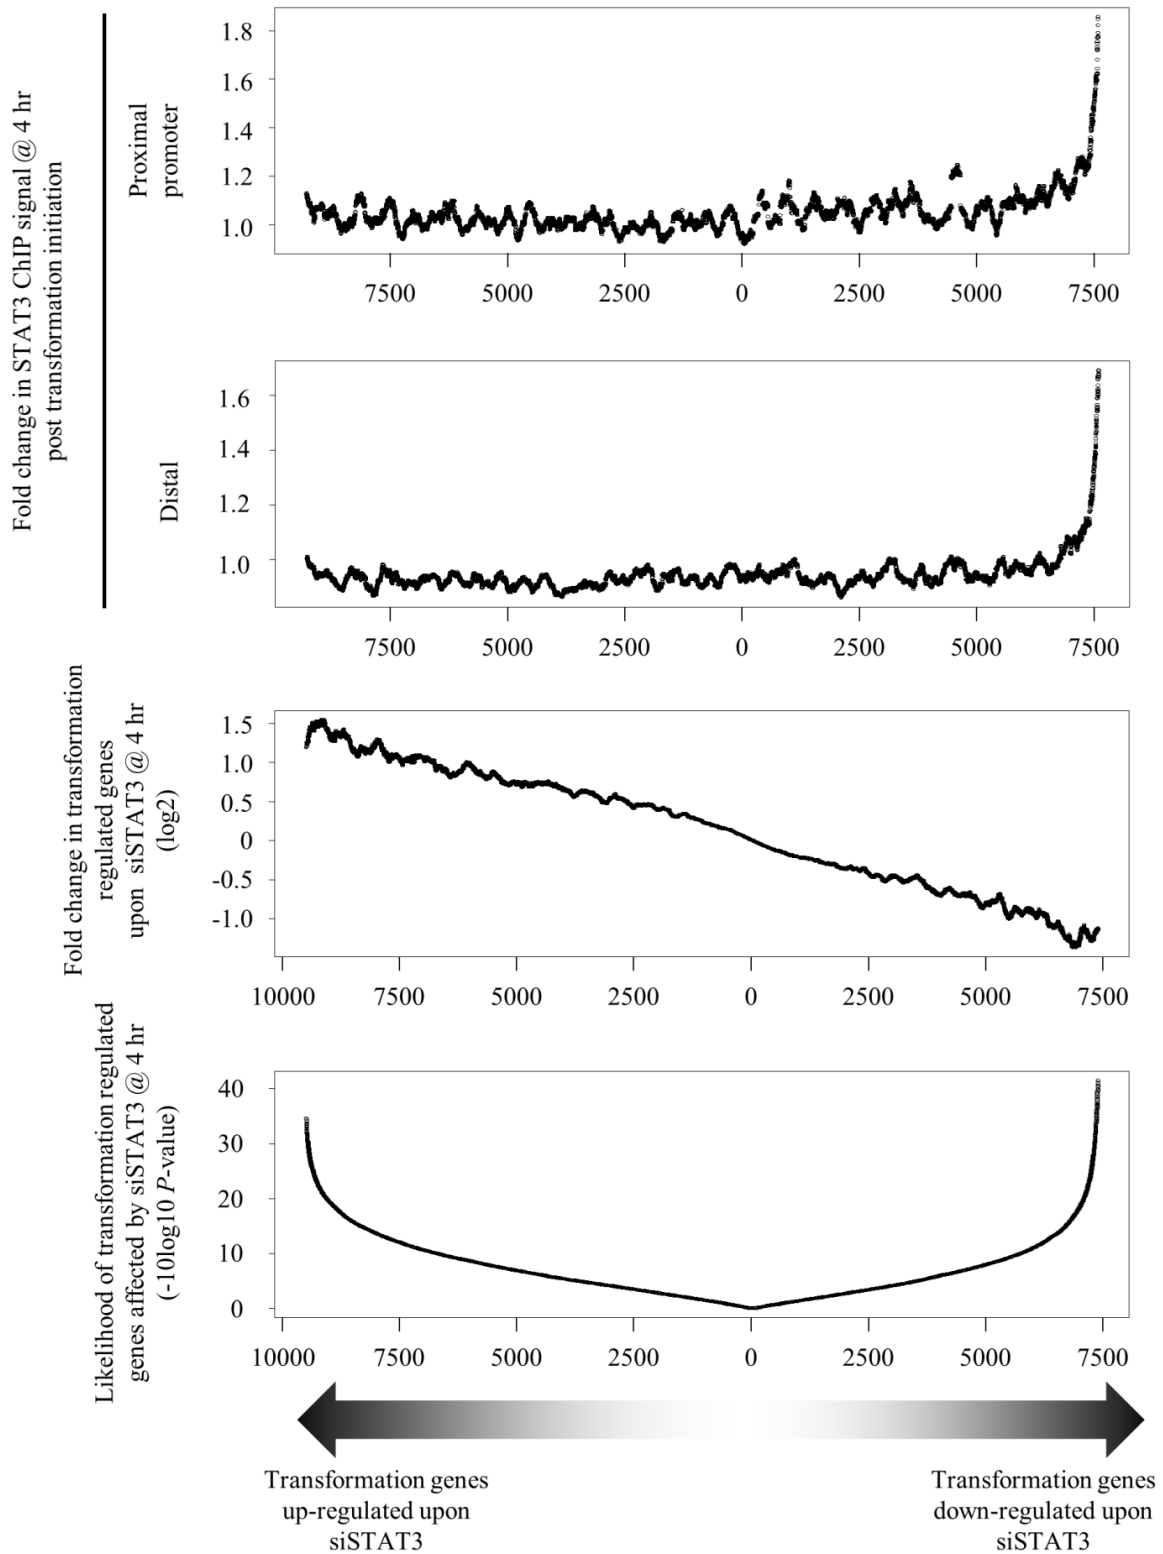 Fold change in STAT3 ChIP signal @ 4 hr
post transformation initiation
Proximal
promoter
1.8
1.6
1.4
1.2
1.0
7500 5000 2500 0 2500 5000 7500
Distal
1.6
1.4
1.2
1.0
7500 5000 2500 0 2500 5000 7500
Fold change in transformation
regulated genes
upon siSTAT3 @ 4 hr
(log2)
1.5
1.0
0.5
0
-0.5
-1.0
10000 7500 5000 2500 0 2500 5000 7500
Likelihood of transformation regulated
genes affected by siSTAT3 @ 4 hr
(-10log10 P-value)
40
30
20
10
0
10000 7500 5000 2500 0 2500 5000 7500
Transformation genes
up-regulated upon
siSTAT3
Transformation genes
down-regulated upon
siSTAT3